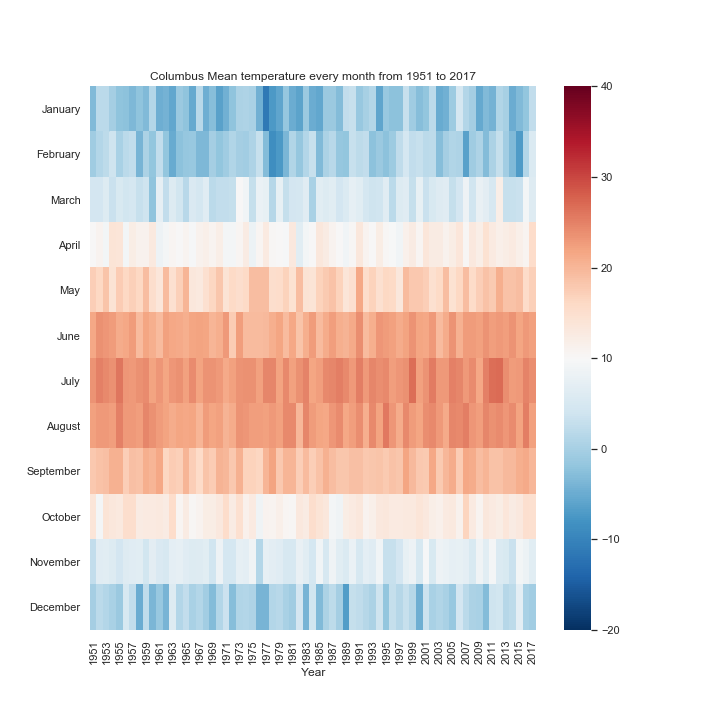 Columbus Mean temperature every month from 1951 to 2017
January
February
March
April
May
June
July
August
September
October
November
December
1951
1953
1955
1957
1959
1961
1963
1965
1967
1969
1971
1973
1975
1977
1979
1981
1983
1985
1987
1989
1991
1993
1995
1997
1999
2001
2003
2005
2007
2009
2011
2013
2015
2017
Year
40
30
20
10
0
−10
−20